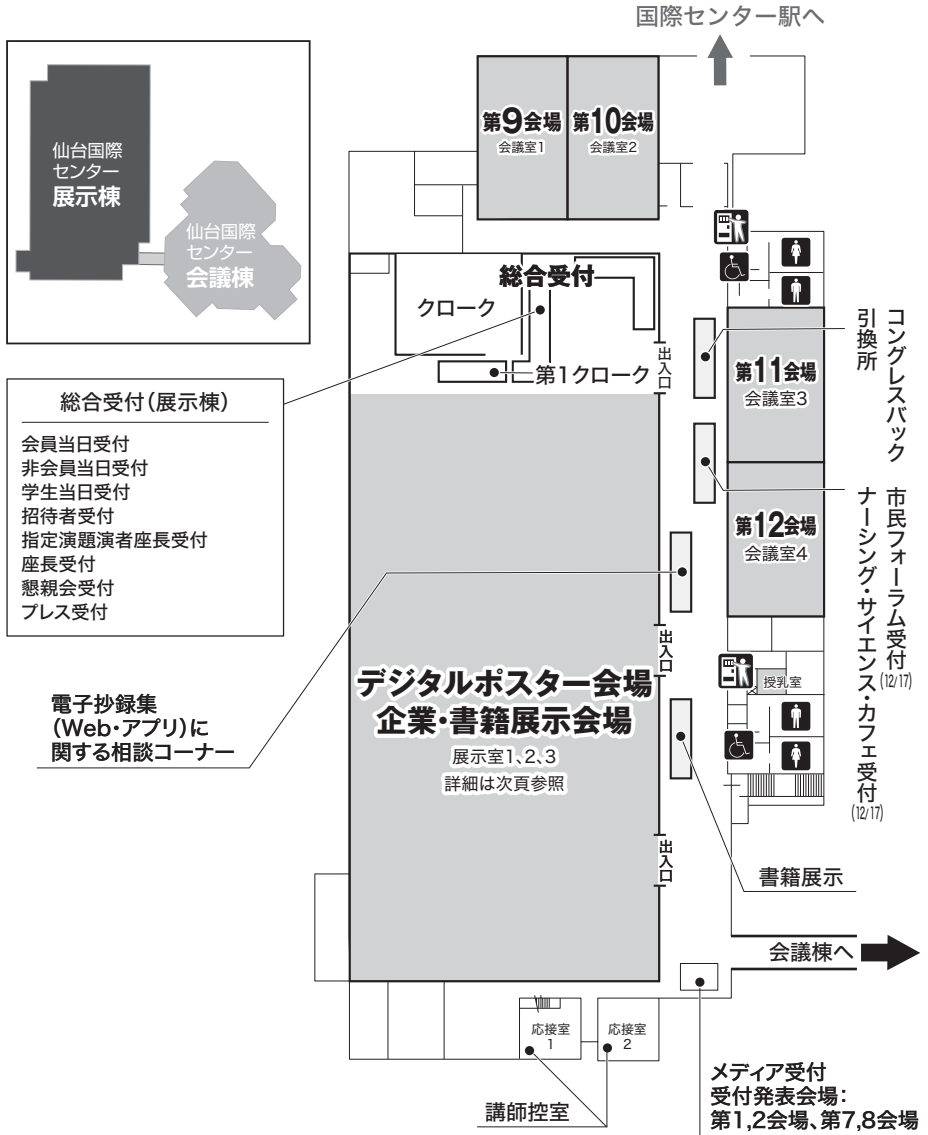 国際センター駅へ
仙台国際
センター
展示棟
仙台国際
センター
会議棟
第9会場
会議室1
第10会場
会議室2
総合受付
クローク
第1クローク
出入口
総合受付（展示棟）
会員当日受付
非会員当日受付
学生当日受付
招待者受付
指定演題演者座長受付
座長受付
懇親会受付
プレス受付
第11会場
会議室3
コングレスバック
引換所
第12会場
会議室4
市民フォーラム受付(12/17)
ナーシング・サイエンス・カフェ受付(12/17)
出入口
授乳室
電子抄録集
（Web・アプリ）に
関する相談コーナー
デジタルポスター会場
企業・書籍展示会場
展示室1、2、3
詳細は次頁参照
出入口
書籍展示
会議棟へ
応接室
1
応接室
2
講師控室
メディア受付
受付発表会場：
第1,2会場、第7,8会場